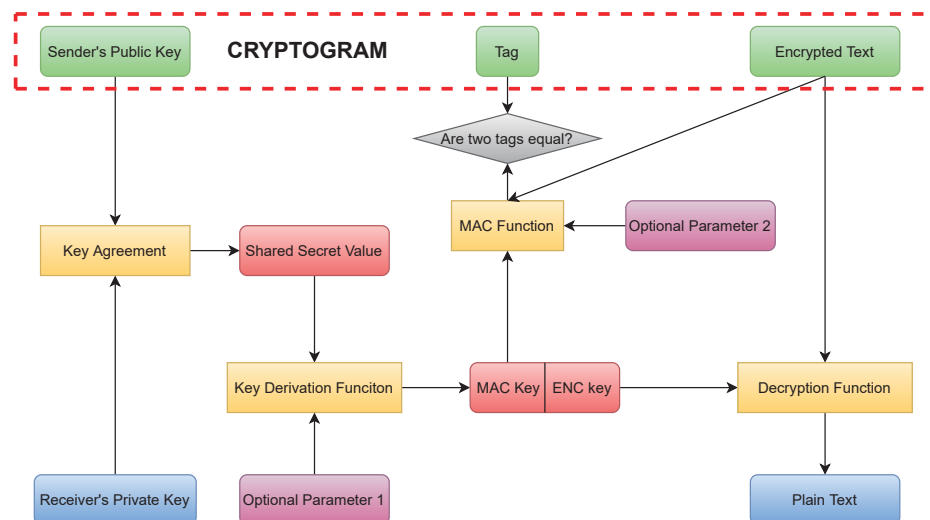 Sender's Public Key
CRYPTOGRAM
Tag
Encrypted Text
Are two tags equal?
MAC Function
Optional Parameter 2
Key Agreement
Shared Secret Value
Key Derivation Funciton
MAC Key
ENC key
Decryption Function
Receiver's Private Key
Optional Parameter 1
Plain Text